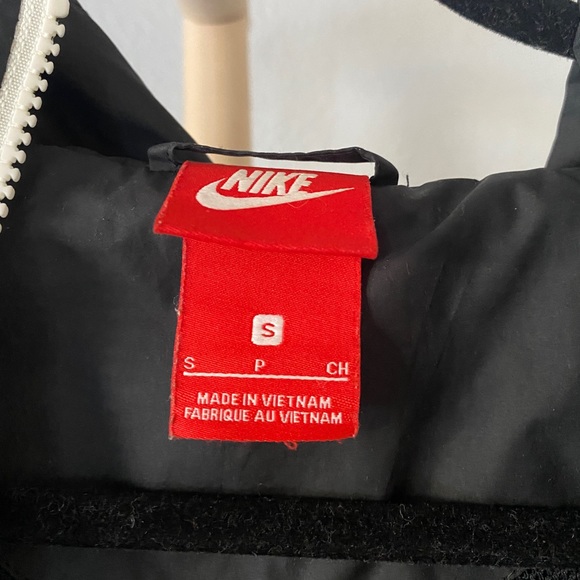 NIKE
S
S P CH
MADE IN VIETNAM
FABRIQUE AU VIETNAM